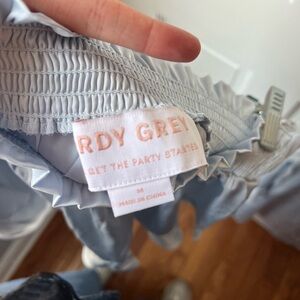 RDY GREY
GET THE PARTY STARTED
M
MADE IN CHINA